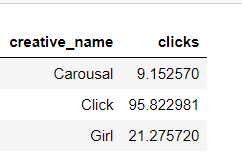 creative_name clicks
Carousal 9.152570
Click 95.822981
Girl 21.275720